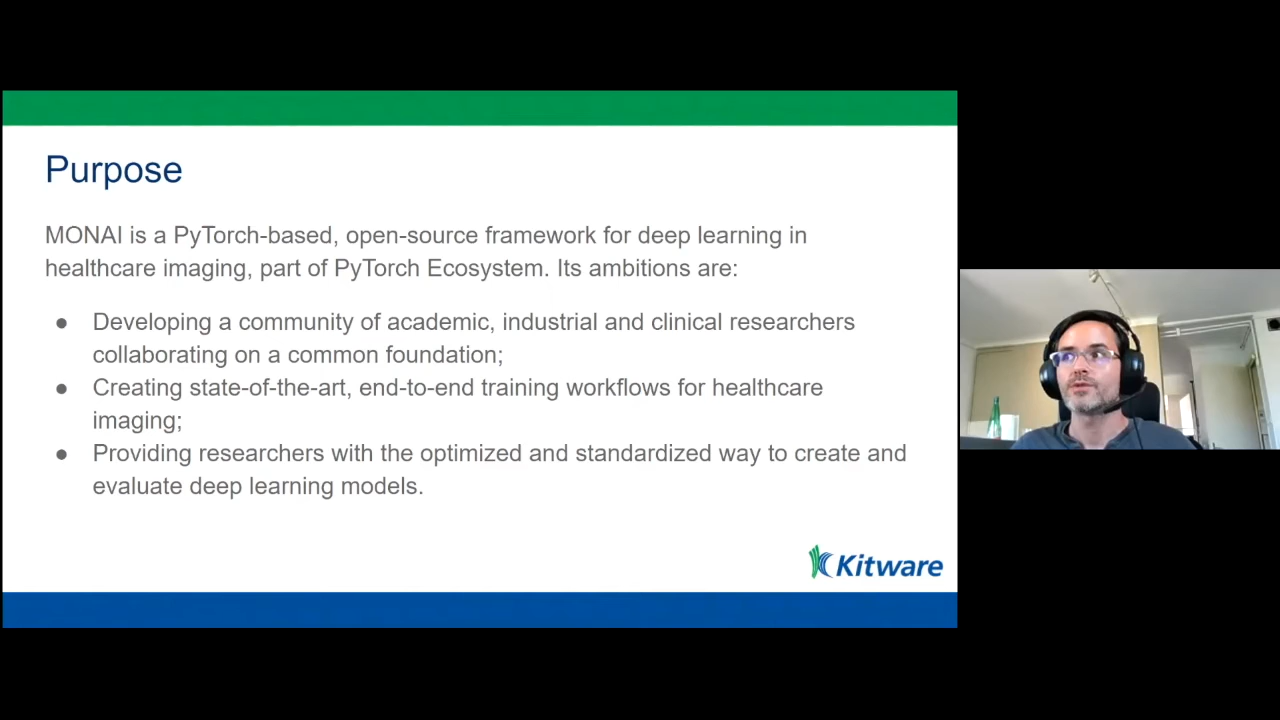 Purpose
MONAI is a PyTorch-based, open-source framework for deep learning in
healthcare imaging, part of PyTorch Ecosystem. Its ambitions are:
● Developing a community of academic, industrial and clinical researchers
collaborating on a common foundation;
● Creating state-of-the-art, end-to-end training workflows for healthcare
imaging;
● Providing researchers with the optimized and standardized way to create and
evaluate deep learning models.
Kitware